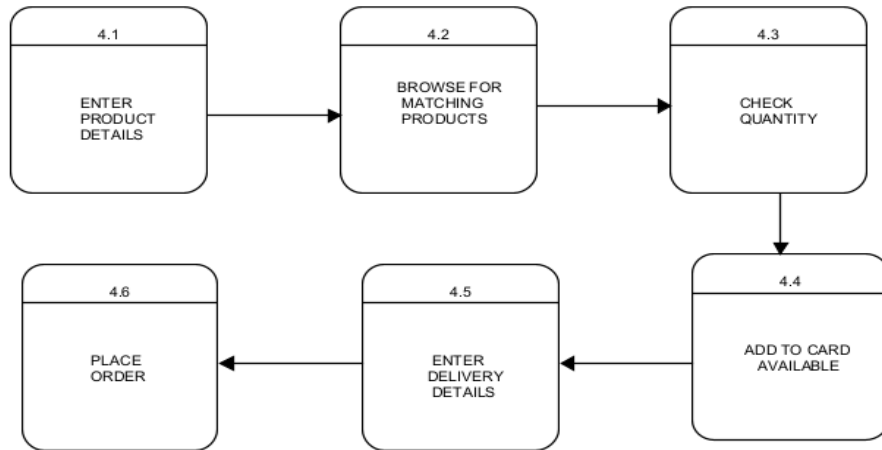 4.1
ENTER
PRODUCT
DETAILS
4.2
BROWSE FOR
MATCHING
PRODUCTS
4.3
CHECK
QUANTITY
4.4
ADD TO CARD
AVAILABLE
4.5
ENTER
DELIVERY
DETAILS
4.6
PLACE
ORDER